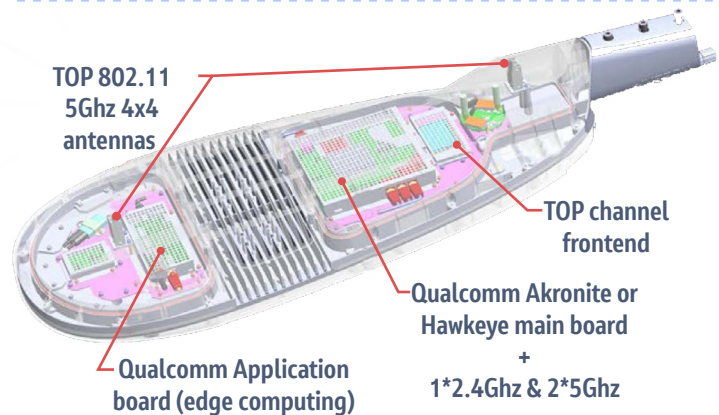 TOP 802.11
5Ghz 4x4
antennas
TOP channel
frontend
Qualcomm Akronite or
Hawkeye main board
+
1*2.4Ghz & 2*5Ghz
Qualcomm Application
board (edge computing)